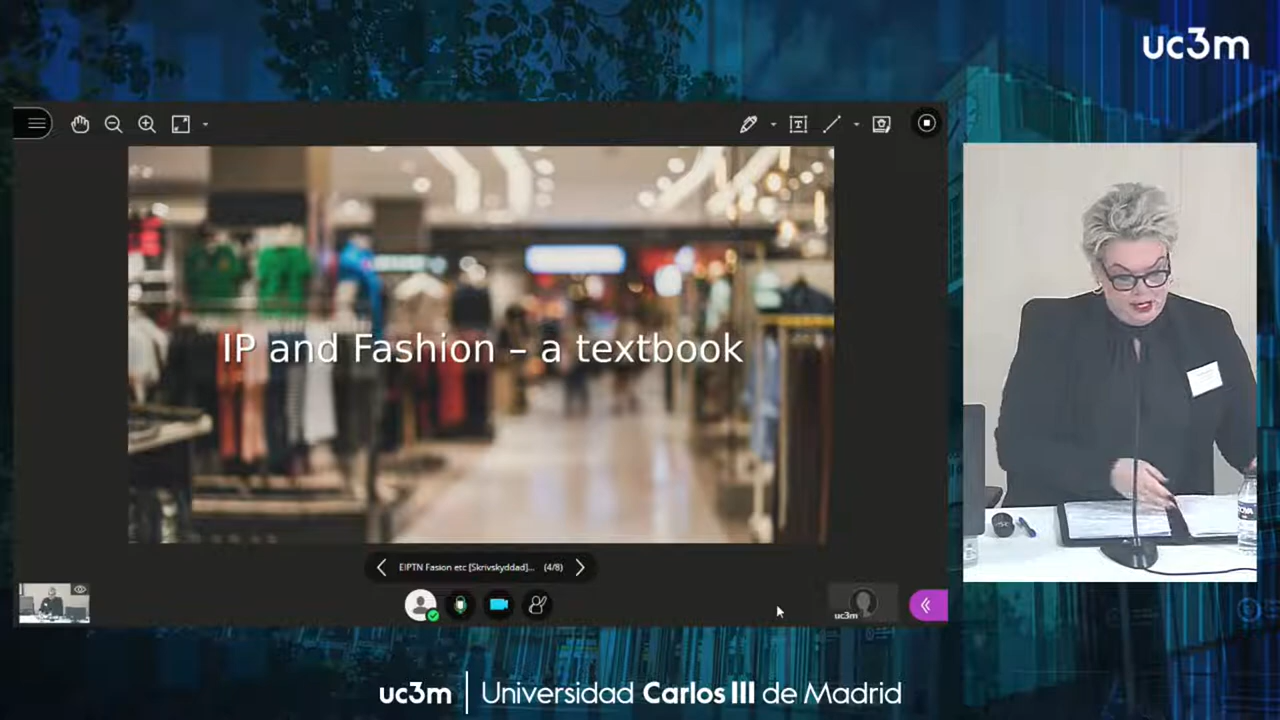 uc3m
IP and Fashion – a textbook
EIPTN Fasion etc [Skrivskyddad]... (4/8)
uc3m
uc3m | Universidad Carlos III de Madrid